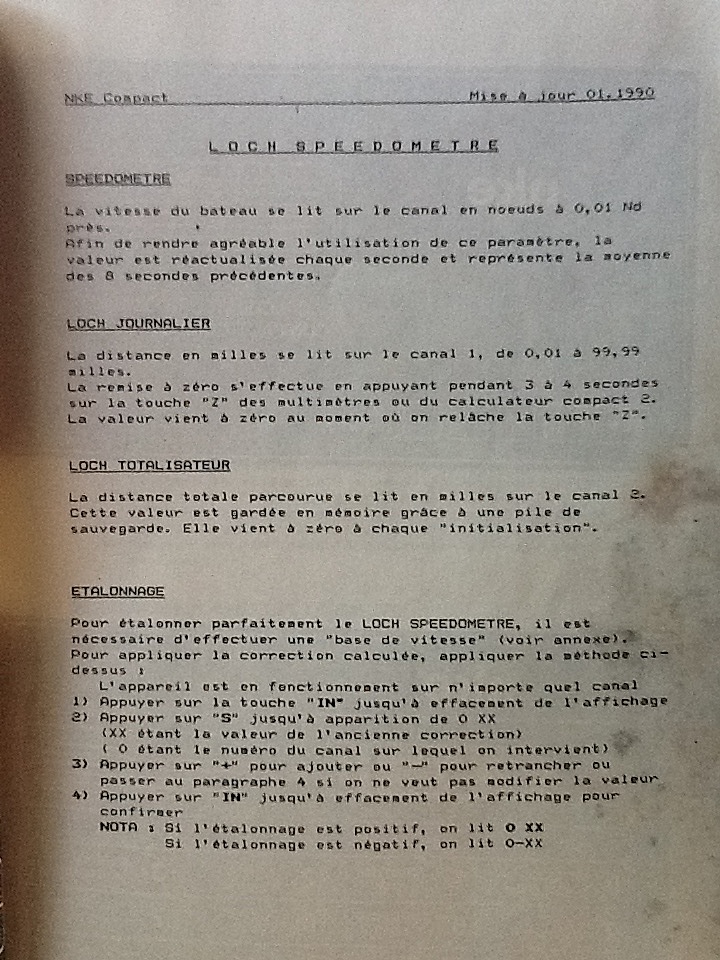 NKE Compact Mise à jour 01.1990
LOCH SPEEDOMETRE
SPEEDOMETRE
La vitesse du bateau se lit sur le canal en noeuds à 0,01 Nd
près.
Afin de rendre agréable l'utilisation de ce paramètre, la
valeur est réactualisée chaque seconde et représente la moyenne
des 8 secondes précédentes.
LOCH JOURNALIER
La distance en milles se lit sur le canal 1, de 0,01 à 99,99
milles.
La remise à zéro s'effectue en appuyant pendant 3 à 4 secondes
sur la touche "Z" des multimètres ou du calculateur compact 2.
La valeur vient à zéro au moment où on relâche la touche "Z".
LOCH TOTALISATEUR
La distance totale parcourue se lit en milles sur le canal 2.
Cette valeur est gardée en mémoire grâce à une pile de
sauvegarde. Elle vient à zéro à chaque "initialisation".
ETALONNAGE
Pour étalonner parfaitement le LOCH SPEEDOMETRE, il est
nécessaire d'effectuer une "base de vitesse" (voir annexe).
Pour appliquer la correction calculée, appliquer la méthode ci-
dessus :
L'appareil est en fonctionnement sur n'importe quel canal
1) Appuyer sur la touche "IN" jusqu'à effacement de l'affichage
2) Appuyer sur "S" jusqu'à apparition de 0 XX
(XX étant la valeur de l'ancienne correction)
( 0 étant le numéro du canal sur lequel on intervient)
3) Appuyer sur "+" pour ajouter ou "-" pour retrancher ou
passer au paragraphe 4 si on ne veut pas modifier la valeur
4) Appuyer sur "IN" jusqu'à effacement de l'affichage pour
confirmer
NOTA : Si l'étalonnage est positif, on lit 0 XX
Si l'étalonnage est négatif, on lit 0-XX